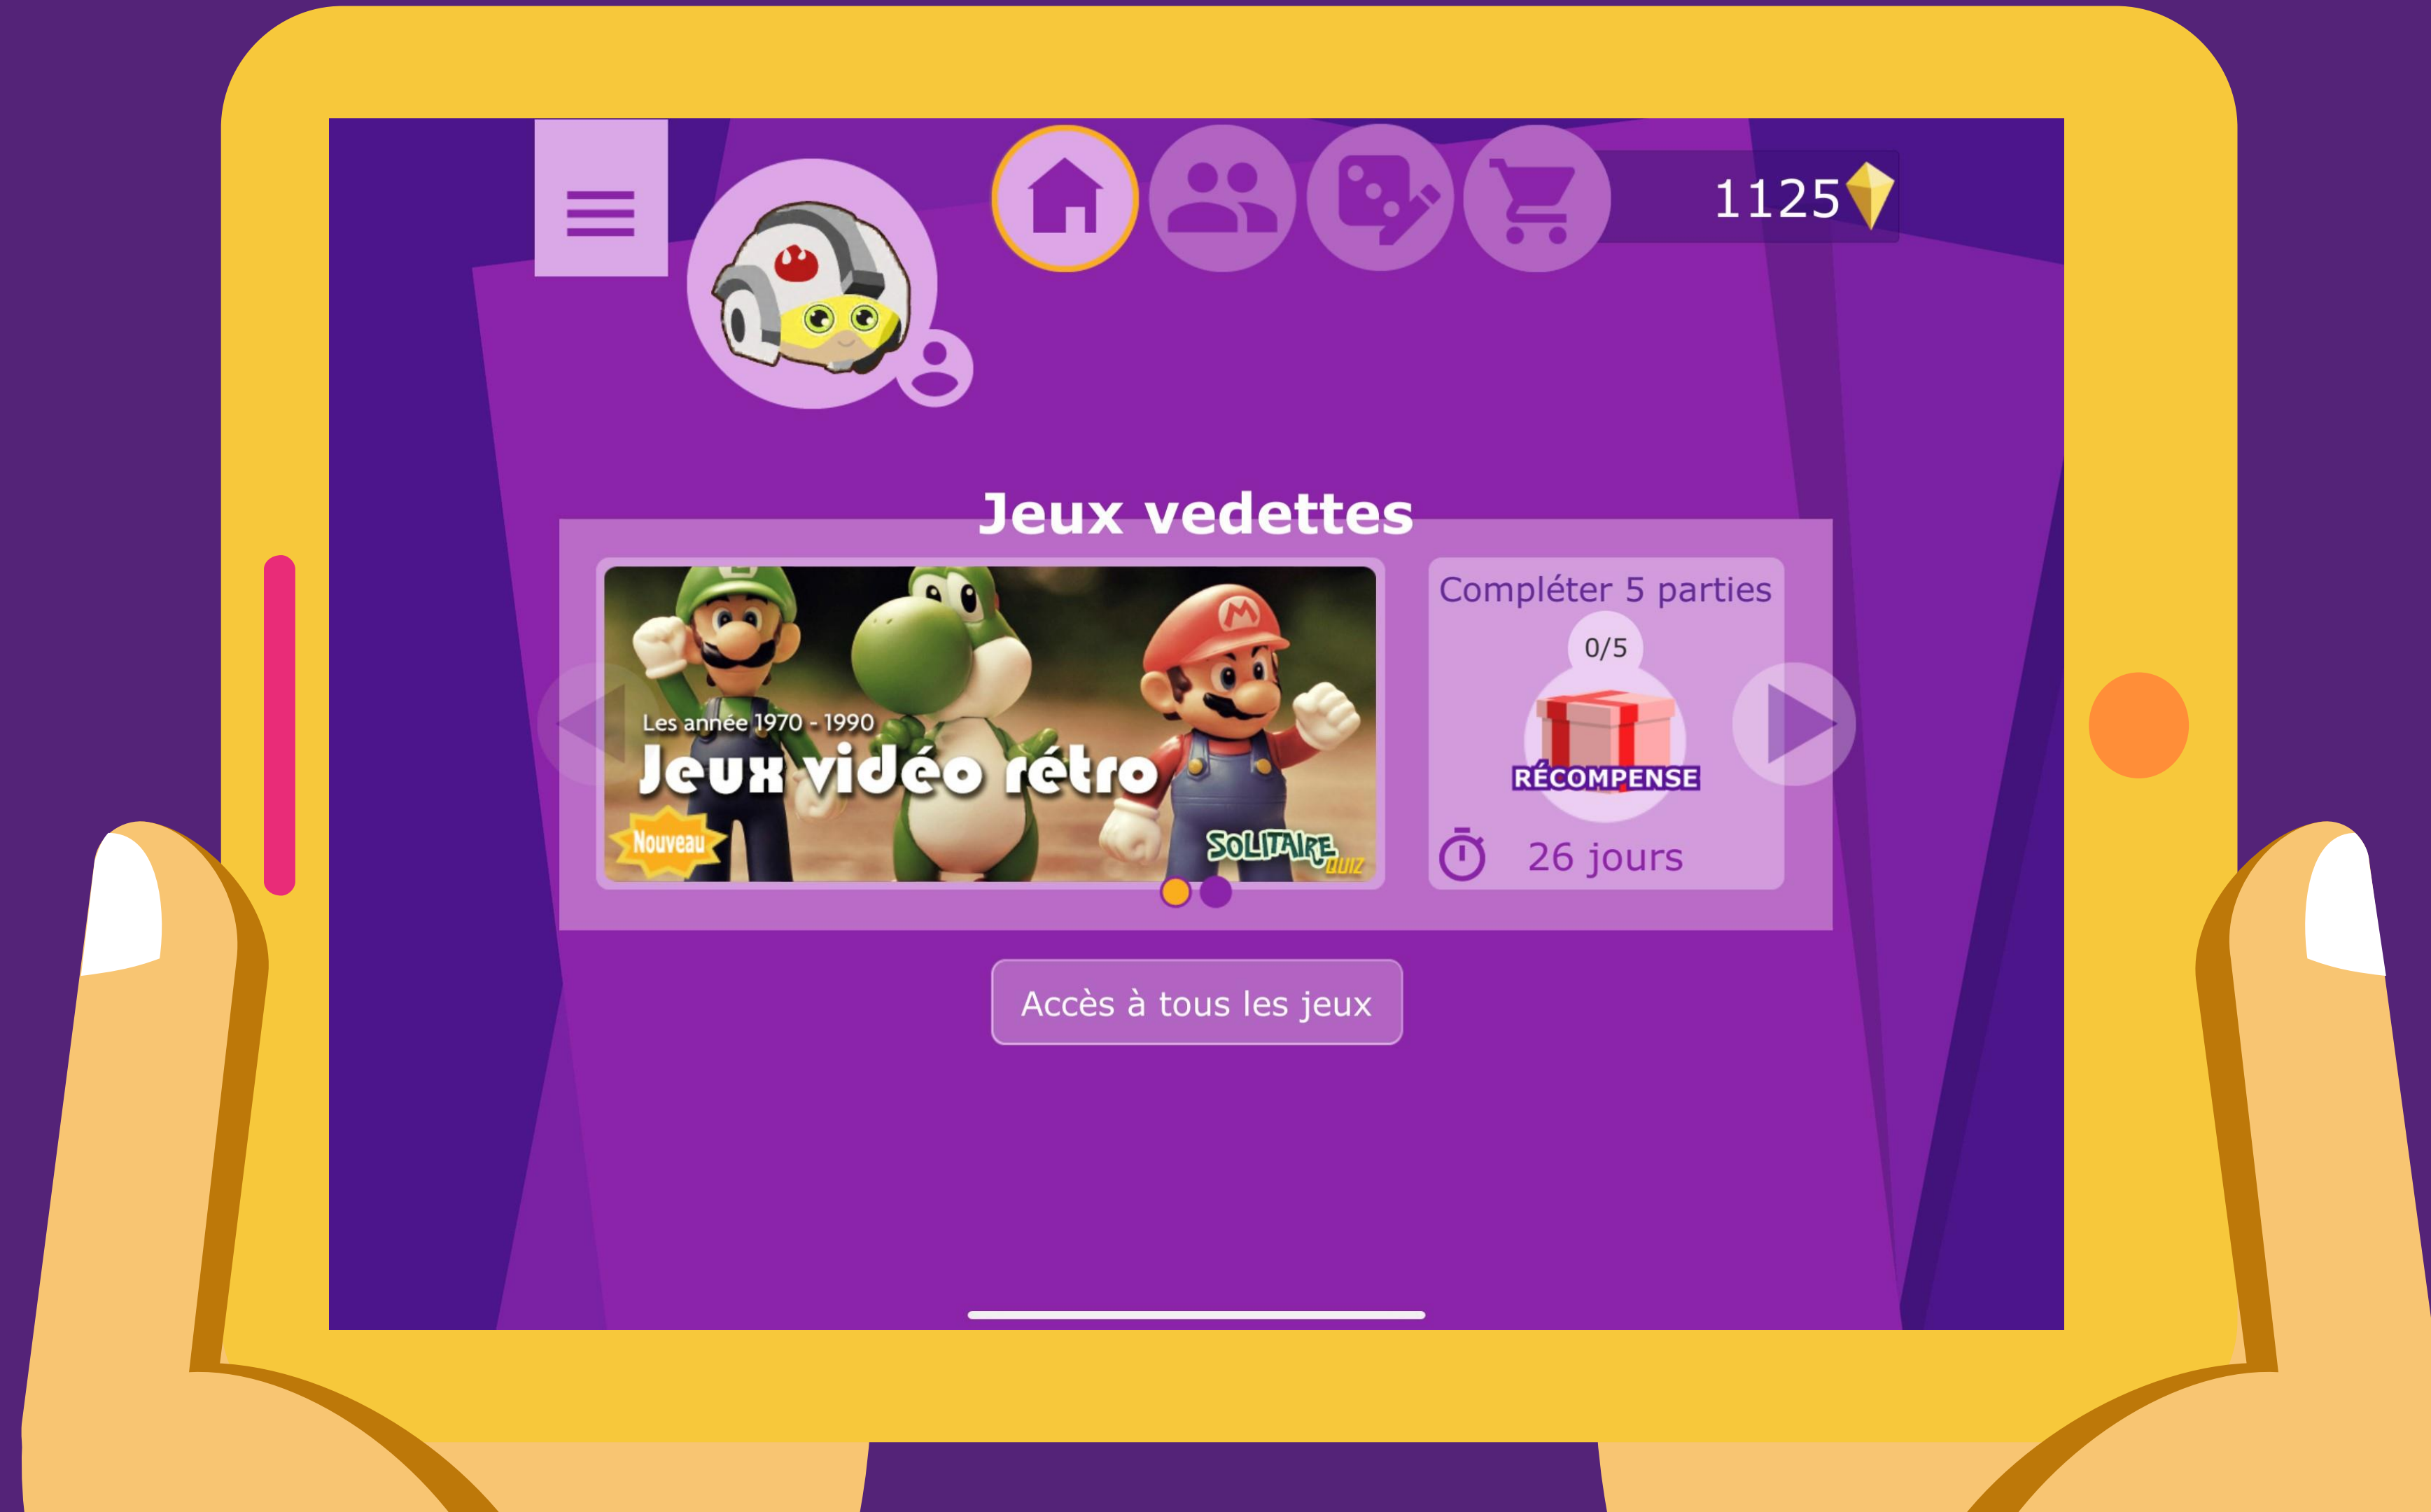 1125
Jeux vedettes
Les année 1970 - 1990
Jeux vidéo rétro
Nouveau
SOLITAIRE
QUIZ
Compléter 5 parties
0/5
RÉCOMPENSE
26 jours
Accès à tous les jeux